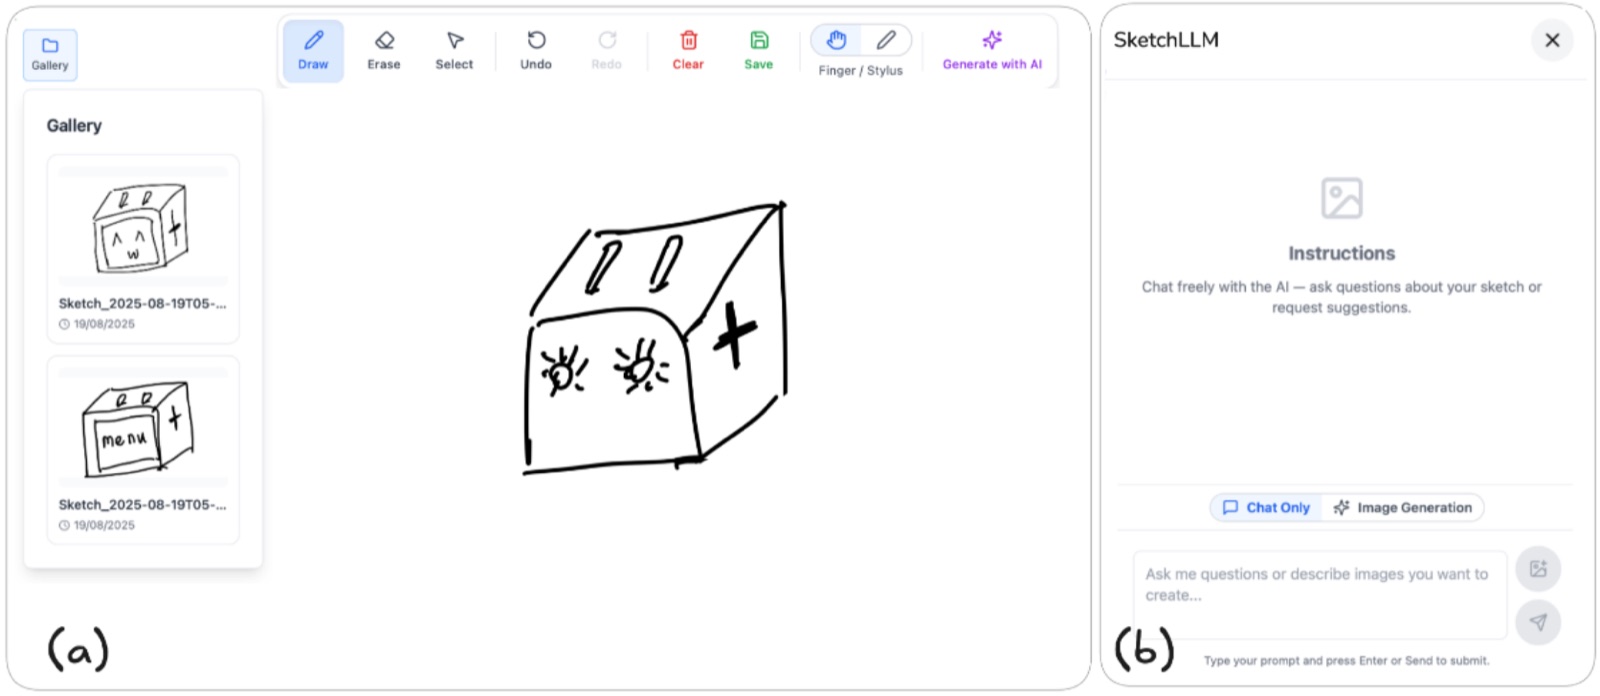 Gallery
Draw
Erase
Select
Undo
Redo
Clear
Save
Finger / Stylus
Generate with AI
Gallery
^ ^
w
Sketch_2025-08-19T05-...
19/08/2025
menu
Sketch_2025-08-19T05-...
19/08/2025
(a)
SketchLLM
Instructions
Chat freely with the AI — ask questions about your sketch or
request suggestions.
Chat Only
Image Generation
Ask me questions or describe images you want to
create...
(b)
Type your prompt and press Enter or Send to submit.